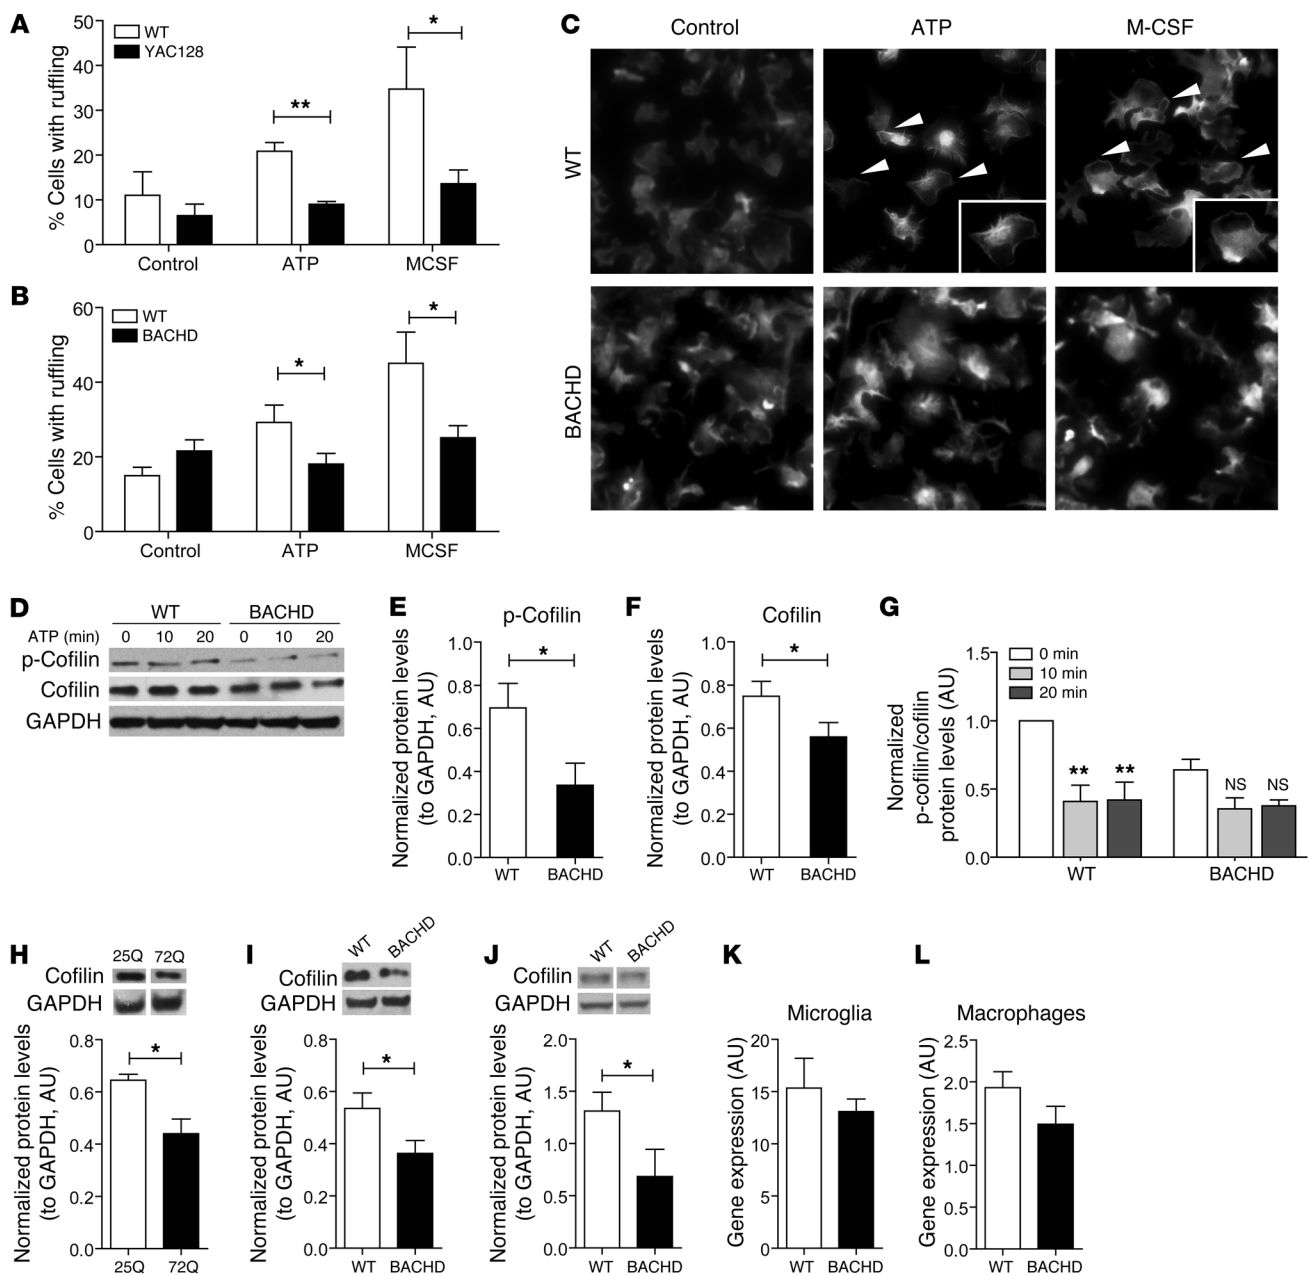 A
% Cells with ruffling
50
40
30
20
10
0
WT
YAC128
**
*
Control
ATP
MCSF
B
% Cells with ruffling
60
40
20
0
WT
BACHD
*
*
Control
ATP
MCSF
C
Control
ATP
M-CSF
WT
BACHD
D
WT
BACHD
ATP (min)
0
10
20
0
10
20
p-Cofilin
Cofilin
GAPDH
E
p-Cofilin
Normalized protein levels
(to GAPDH, AU)
1.0
0.8
0.6
0.4
0.2
0.0
*
WT
BACHD
F
Cofilin
Normalized protein levels
(to GAPDH, AU)
1.0
0.8
0.6
0.4
0.2
0.0
*
WT
BACHD
G
Normalized
p-cofilin/cofilin
protein levels (AU)
1.5
1.0
0.5
0.0
0 min
10 min
20 min
**
**
NS
NS
WT
BACHD
H
25Q
72Q
Cofilin
GAPDH
Normalized protein levels
(to GAPDH, AU)
0.8
0.6
0.4
0.2
0.0
*
25Q
72Q
I
WT
BACHD
Cofilin
GAPDH
Normalized protein levels
(to GAPDH, AU)
0.8
0.6
0.4
0.2
0.0
*
WT
BACHD
J
WT
BACHD
Cofilin
GAPDH
Normalized protein levels
(to GAPDH, AU)
2.0
1.5
1.0
0.5
0.0
*
WT
BACHD
K
Microglia
Gene expression (AU)
20
15
10
5
0
WT
BACHD
L
Macrophages
Gene expression (AU)
2.5
2.0
1.5
1.0
0.5
0.0
WT
BACHD